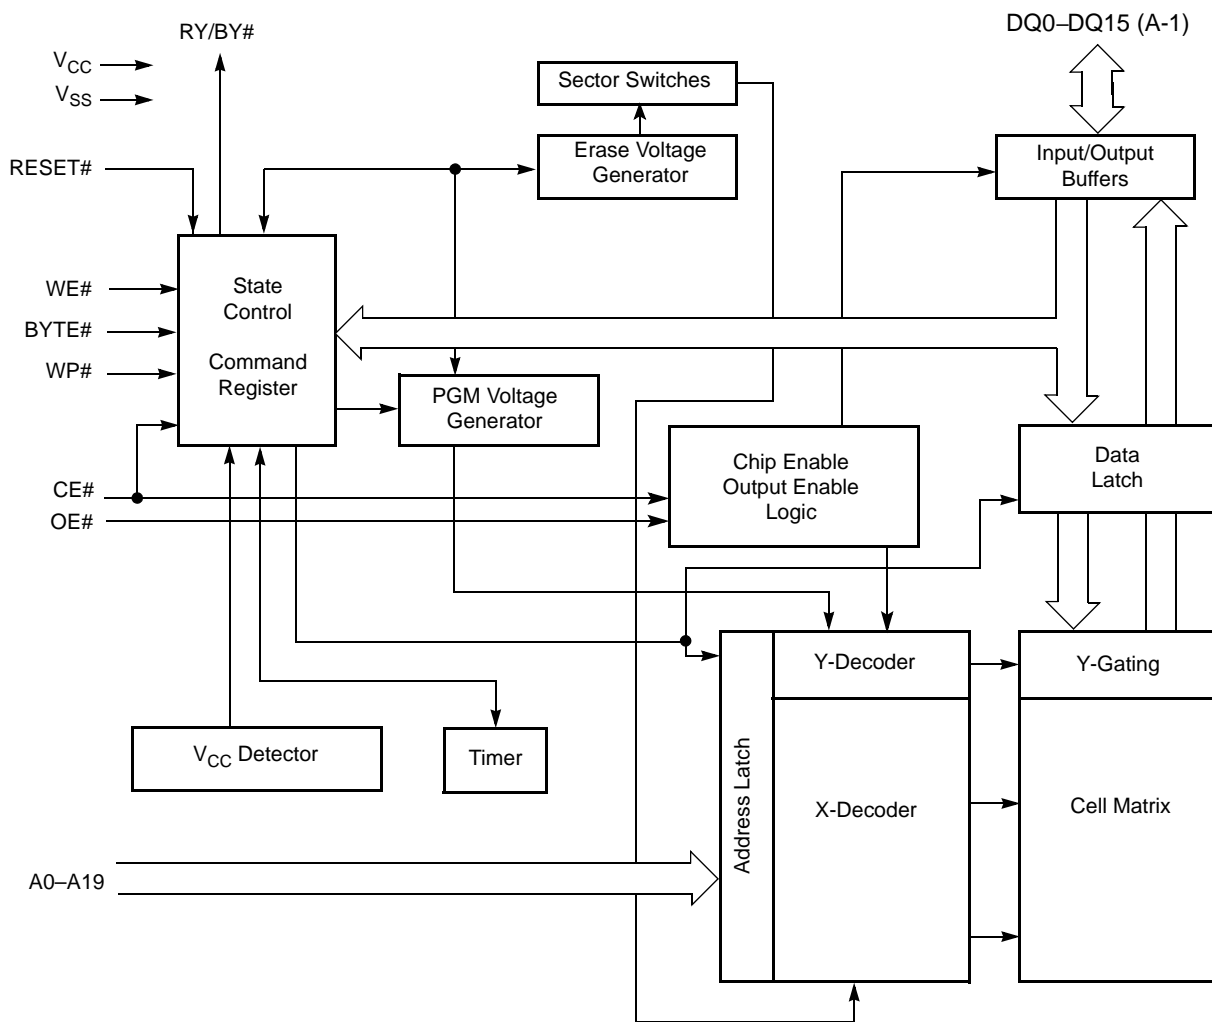 RY/BY#
DQ0–DQ15 (A-1)
VCC
VSS
Sector Switches
RESET#
Erase Voltage
Generator
Input/Output
Buffers
WE#
BYTE#
WP#
State
Control
Command
Register
PGM Voltage
Generator
CE#
OE#
Chip Enable
Output Enable
Logic
Data
Latch
Y-Decoder
Y-Gating
VCC Detector
Timer
Address Latch
X-Decoder
Cell Matrix
A0–A19